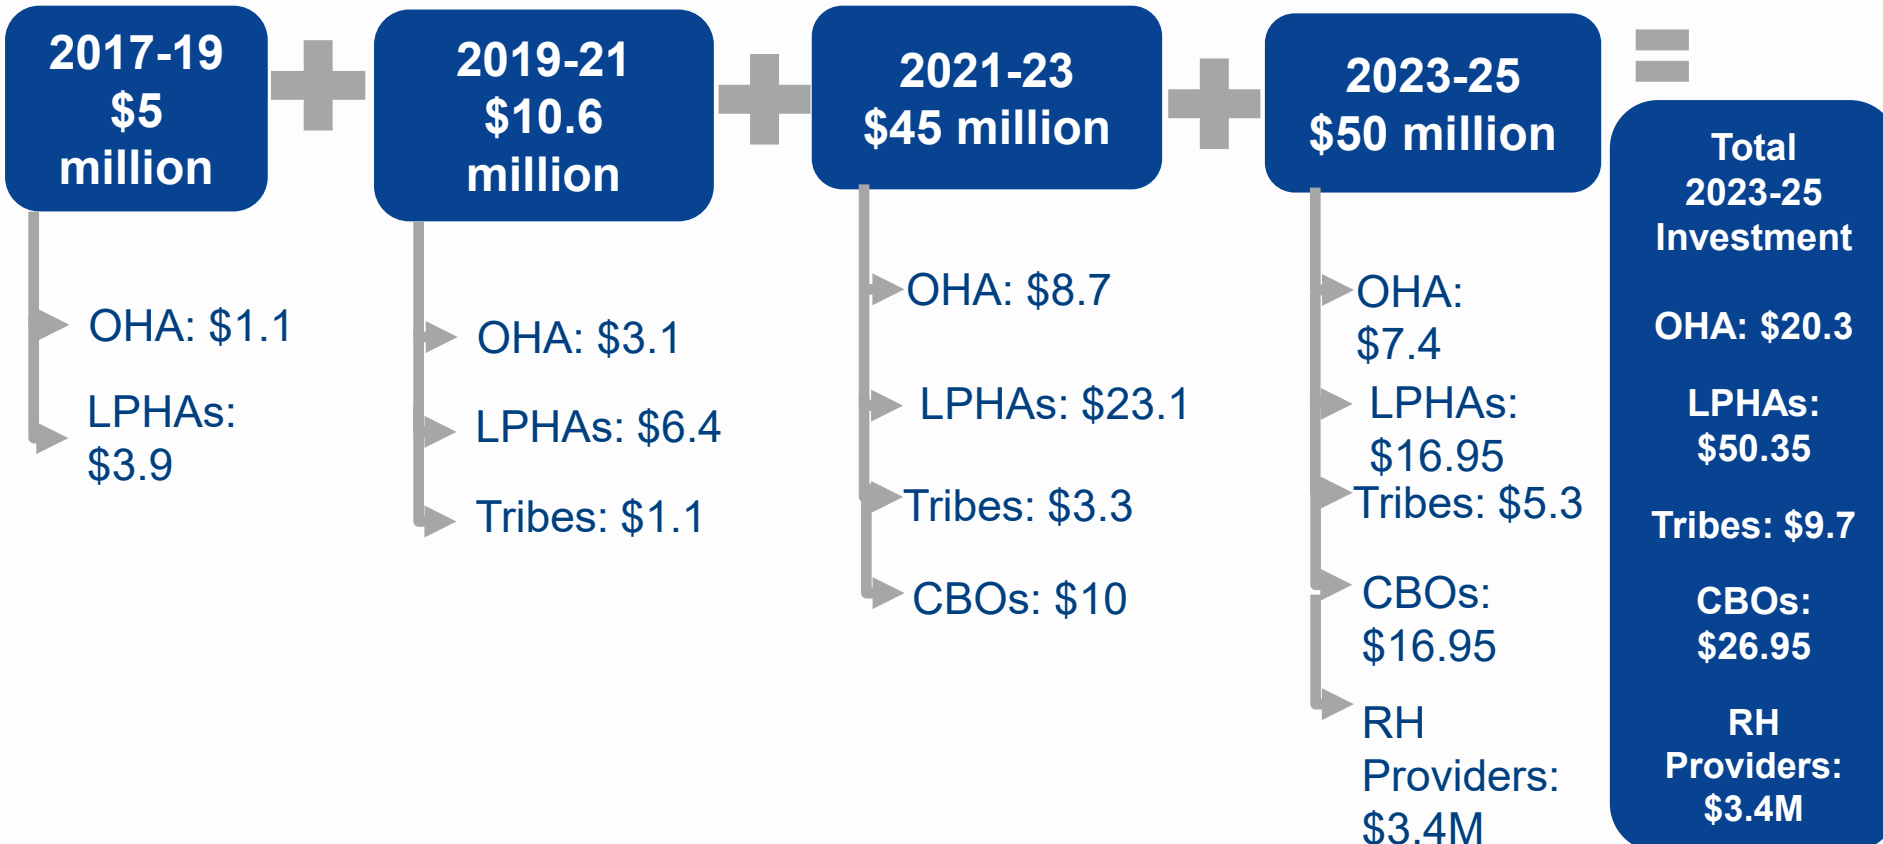 2017-19
$5
million
OHA: $1.1
LPHAs:
$3.9
2019-21
$10.6
million
OHA: $3.1
LPHAs: $6.4
Tribes: $1.1
2021-23
$45 million
OHA: $8.7
LPHAs: $23.1
Tribes: $3.3
CBOs: $10
2023-25
$50 million
OHA:
$7.4
LPHAs:
$16.95
Tribes: $5.3
CBOs:
$16.95
RH
Providers:
$3.4M
Total
2023-25
Investment
OHA: $20.3
LPHAs:
$50.35
Tribes: $9.7
CBOs:
$26.95
RH
Providers:
$3.4M